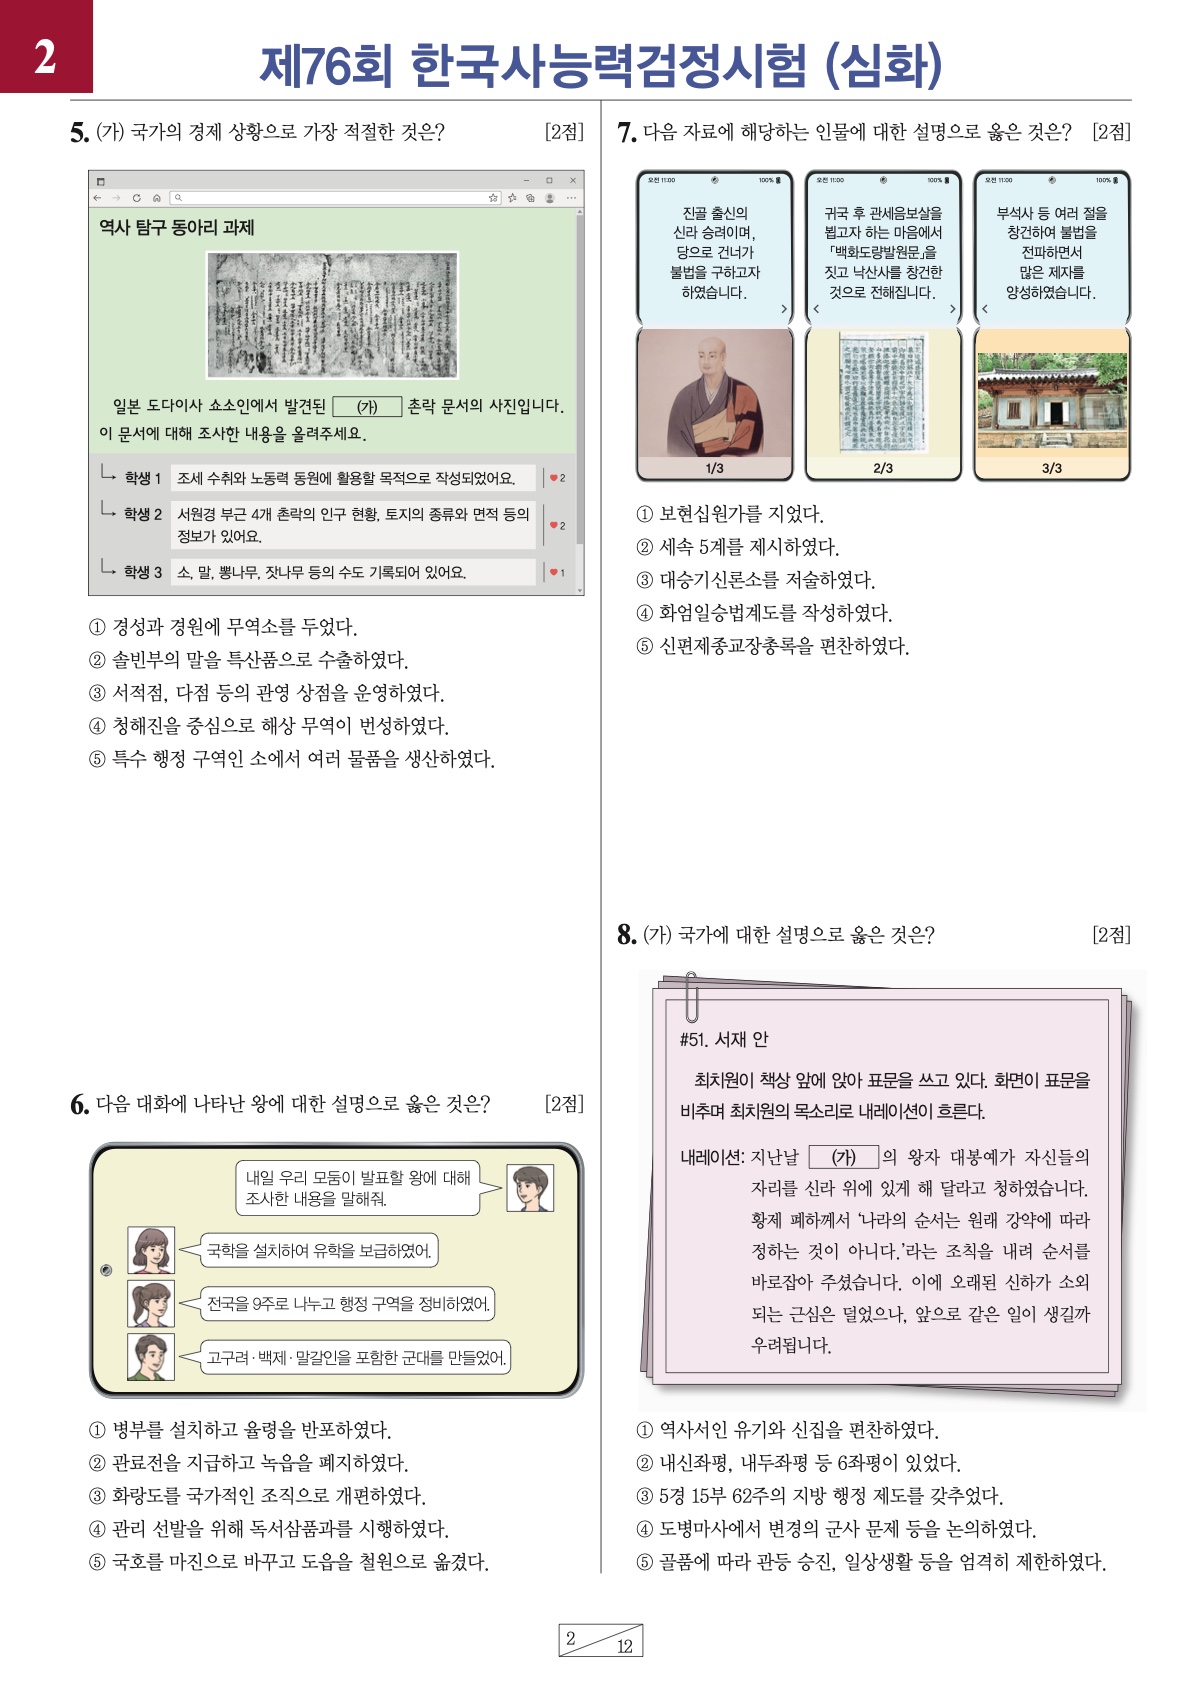 2
제76회 한국사능력검정시험 (심화)
5. (가) 국가의 경제 상황으로 가장 적절한 것은? [2점]
역사 탐구 동아리 과제
일본 도다이사 쇼소인에서 발견된 (가) 촌락 문서의 사진입니다.
이 문서에 대해 조사한 내용을 올려주세요.
학생 1 조세 수취와 노동력 동원에 활용할 목적으로 작성되었어요. ♥2
학생 2 서원경 부근 4개 촌락의 인구 현황, 토지의 종류와 면적 등의
정보가 있어요. ♥2
학생 3 소, 말, 뽕나무, 잣나무 등의 수도 기록되어 있어요. ♥1
① 경성과 경원에 무역소를 두었다.
② 솔빈부의 말을 특산품으로 수출하였다.
③ 서적점, 다점 등의 관영 상점을 운영하였다.
④ 청해진을 중심으로 해상 무역이 번성하였다.
⑤ 특수 행정 구역인 소에서 여러 물품을 생산하였다.
6. 다음 대화에 나타난 왕에 대한 설명으로 옳은 것은? [2점]
내일 우리 모둠이 발표할 왕에 대해
조사한 내용을 말해줘.
국학을 설치하여 유학을 보급하였어.
전국을 9주로 나누고 행정 구역을 정비하였어.
고구려·백제·말갈인을 포함한 군대를 만들었어.
① 병부를 설치하고 율령을 반포하였다.
② 관료전을 지급하고 녹읍을 폐지하였다.
③ 화랑도를 국가적인 조직으로 개편하였다.
④ 관리 선발을 위해 독서삼품과를 시행하였다.
⑤ 국호를 마진으로 바꾸고 도읍을 철원으로 옮겼다.
7. 다음 자료에 해당하는 인물에 대한 설명으로 옳은 것은? [2점]
오전 11:00 100%
진골 출신의
신라 승려이며,
당으로 건너가
불법을 구하고자
하였습니다.
1/3
오전 11:00 100%
귀국 후 관세음보살을
뵙고자 하는 마음에서
「백화도량발원문」을
짓고 낙산사를 창건한
것으로 전해집니다.
2/3
오전 11:00 100%
부석사 등 여러 절을
창건하여 불법을
전파하면서
많은 제자를
양성하였습니다.
3/3
① 보현십원가를 지었다.
② 세속 5계를 제시하였다.
③ 대승기신론소를 저술하였다.
④ 화엄일승법계도를 작성하였다.
⑤ 신편제종교장총록을 편찬하였다.
8. (가) 국가에 대한 설명으로 옳은 것은? [2점]
#51. 서재 안
최치원이 책상 앞에 앉아 표문을 쓰고 있다. 화면이 표문을
비추며 최치원의 목소리로 내레이션이 흐른다.
내레이션: 지난날 (가) 의 왕자 대봉예가 자신들의
자리를 신라 위에 있게 해 달라고 청하였습니다.
황제 폐하께서 ‘나라의 순서는 원래 강약에 따라
정하는 것이 아니다.’라는 조칙을 내려 순서를
바로잡아 주셨습니다. 이에 오래된 신하가 소외
되는 근심은 덜었으나, 앞으로 같은 일이 생길까
우려됩니다.
① 역사서인 유기와 신집을 편찬하였다.
② 내신좌평, 내두좌평 등 6좌평이 있었다.
③ 5경 15부 62주의 지방 행정 제도를 갖추었다.
④ 도병마사에서 변경의 군사 문제 등을 논의하였다.
⑤ 골품에 따라 관등 승진, 일상생활 등을 엄격히 제한하였다.
2 12